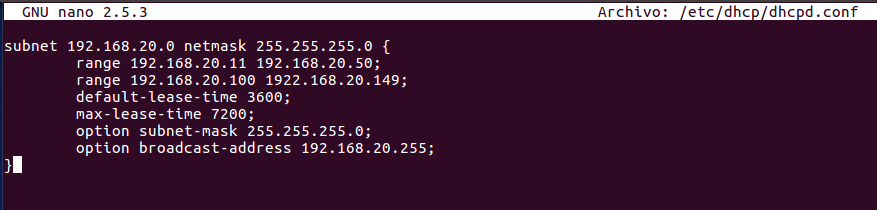 GNU nano 2.5.3 Archivo: /etc/dhcp/dhcpd.conf
subnet 192.168.20.0 netmask 255.255.255.0 {
range 192.168.20.11 192.168.20.50;
range 192.168.20.100 1922.168.20.149;
default-lease-time 3600;
max-lease-time 7200;
option subnet-mask 255.255.255.0;
option broadcast-address 192.168.20.255;
}